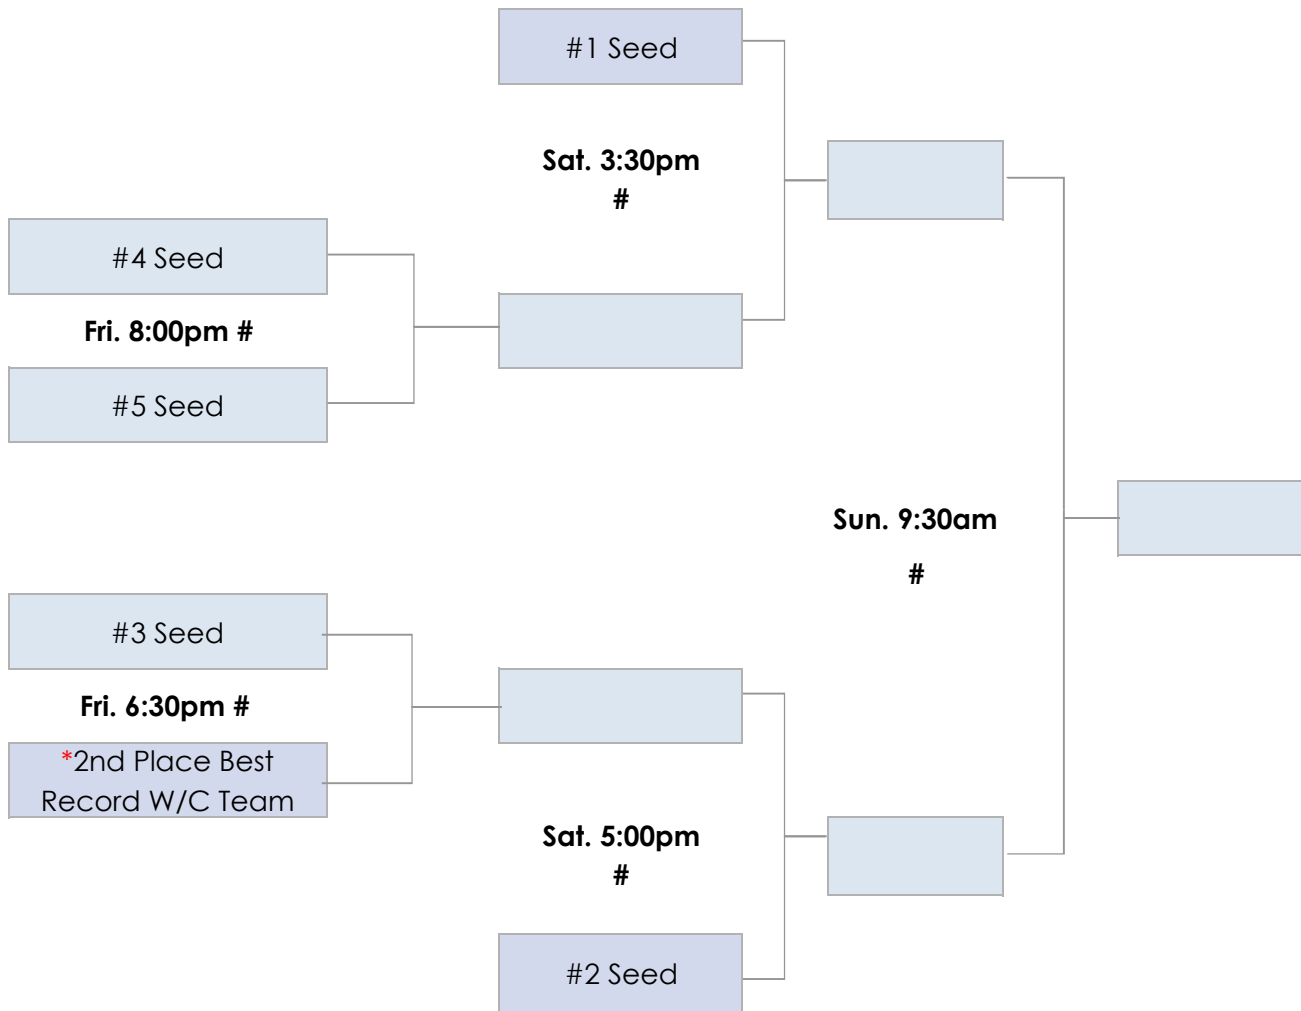 #1 Seed
Sat. 3:30pm
#
#4 Seed
Fri. 8:00pm #
#5 Seed
Sun. 9:30am
#
#3 Seed
Fri. 6:30pm #
*2nd Place Best
Record W/C Team
Sat. 5:00pm
#
#2 Seed